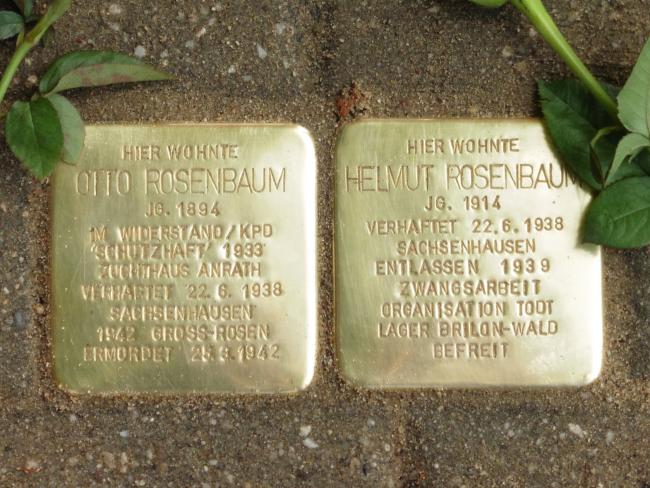 HIER WOHNTE
OTTO ROSENBAUM
JG. 1894
IM WIDERSTAND/KPD
'SCHUTZHAFT' 1933
ZUCHTHAUS ANRATH
VERHAFTET 22.6.1938
SACHSENHAUSEN
1942 GROSS-ROSEN
ERMORDET 25.3.1942
HIER WOHNTE
HELMUT ROSENBAUM
JG. 1914
VERHAFTET 22.6.1938
SACHSENHAUSEN
ENTLASSEN 1939
ZWANGSARBEIT
ORGANISATION TODT
LAGER BRILON-WALD
BEFREIT